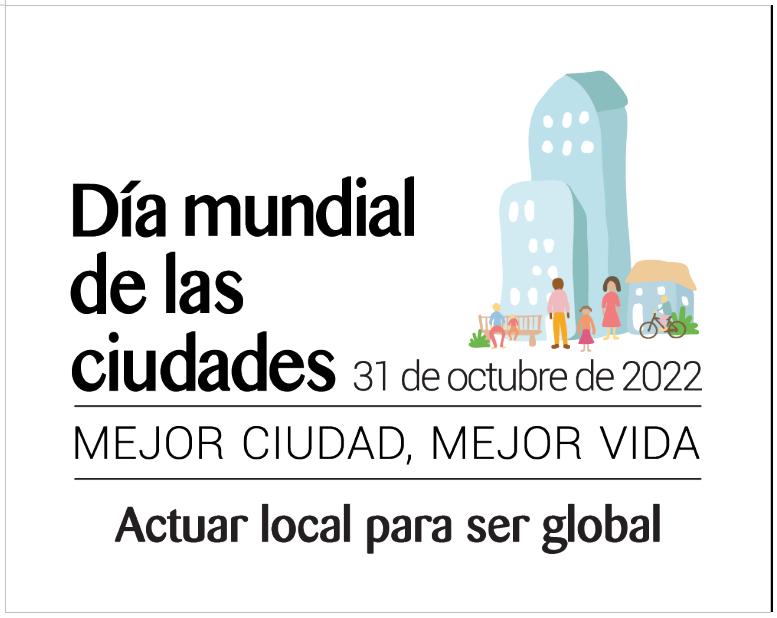 Día mundial
de las
ciudades 31 de octubre de 2022
MEJOR CIUDAD, MEJOR VIDA
Actuar local para ser global